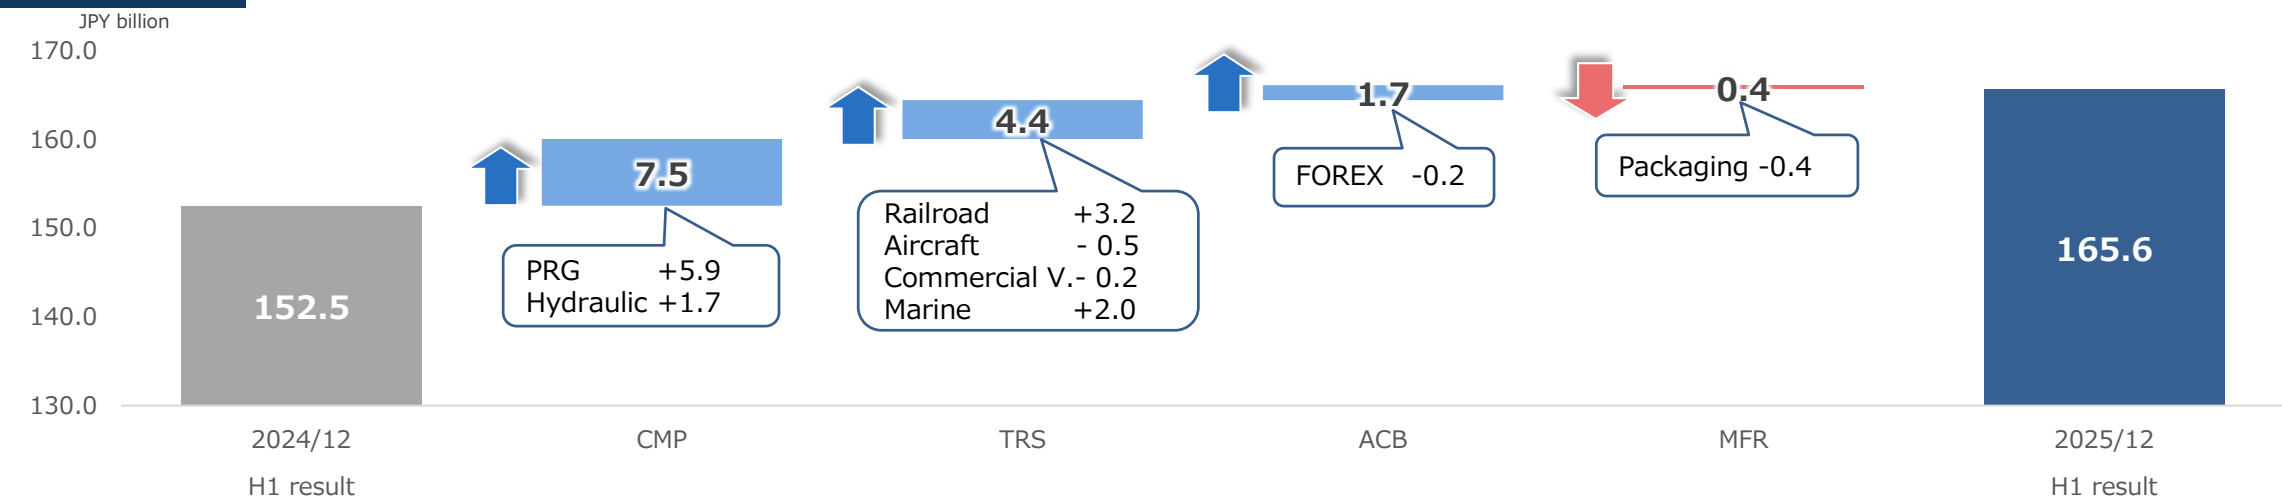 JPY billion
170.0
160.0
150.0
140.0
130.0
152.5
7.5
PRG +5.9
Hydraulic +1.7
4.4
Railroad +3.2
Aircraft - 0.5
Commercial V.- 0.2
Marine +2.0
1.7
FOREX -0.2
0.4
Packaging -0.4
165.6
2024/12
H1 result
CMP
TRS
ACB
MFR
2025/12
H1 result